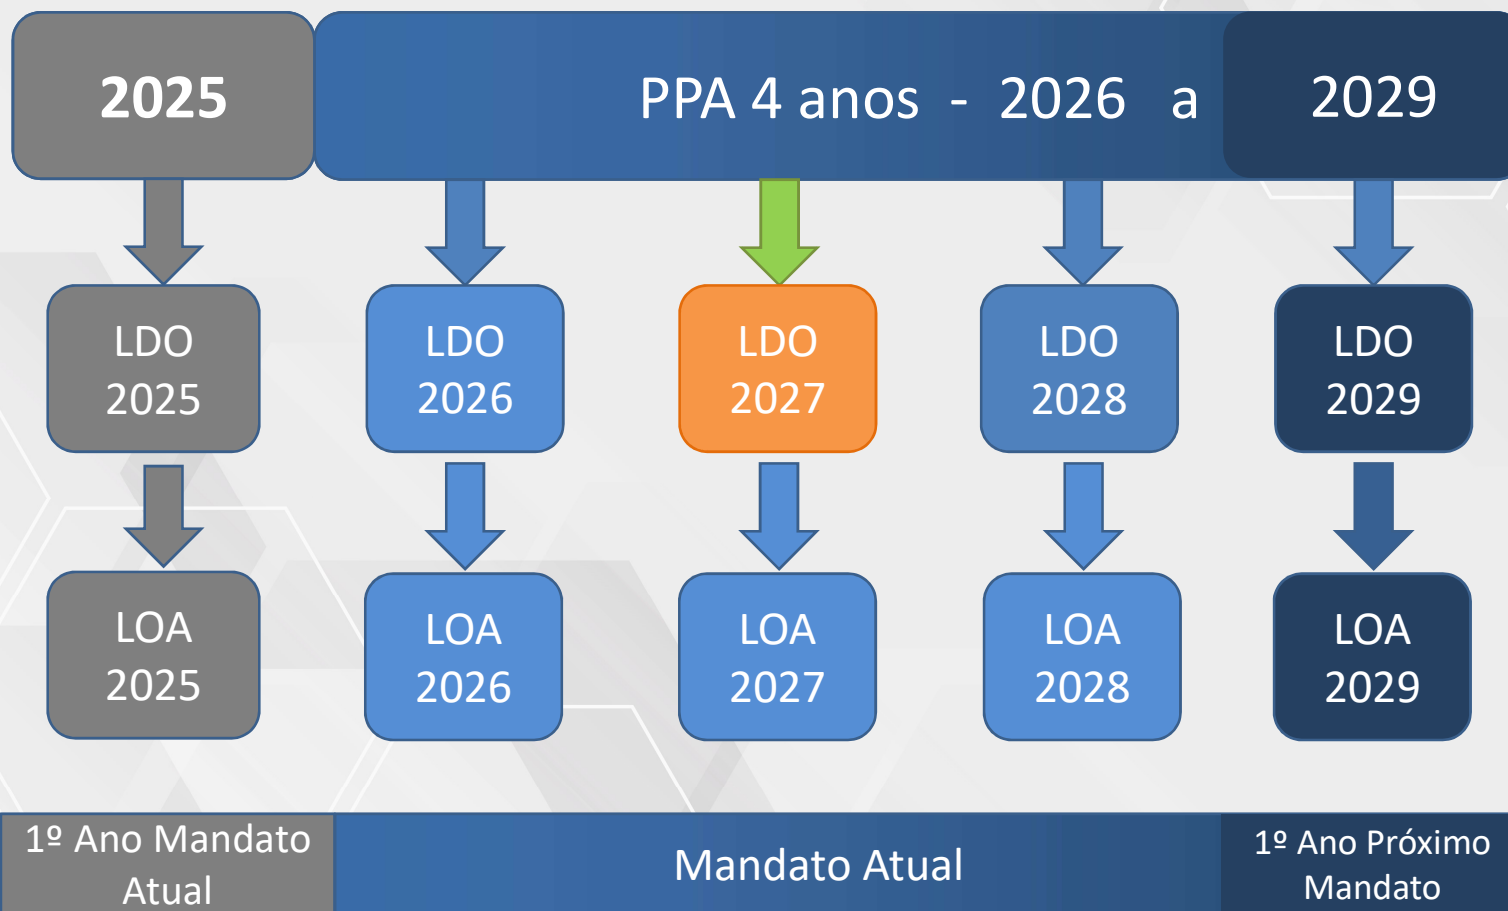 2025
PPA 4 anos - 2026 a
2029
LDO
2025
LDO
2026
LDO
2027
LDO
2028
LDO
2029
LOA
2025
LOA
2026
LOA
2027
LOA
2028
LOA
2029
1º Ano Mandato
Atual
Mandato Atual
1º Ano Próximo
Mandato